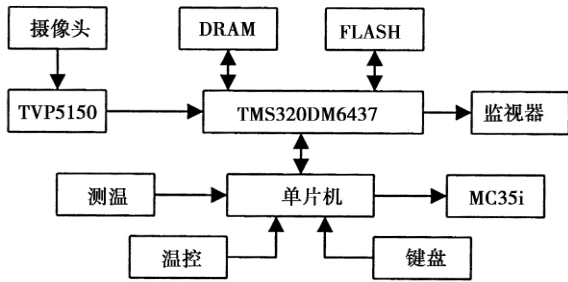 摄像头
DRAM
FLASH
TVP5150
TMS320DM6437
监视器
测温
单片机
MC35i
温控
键盘